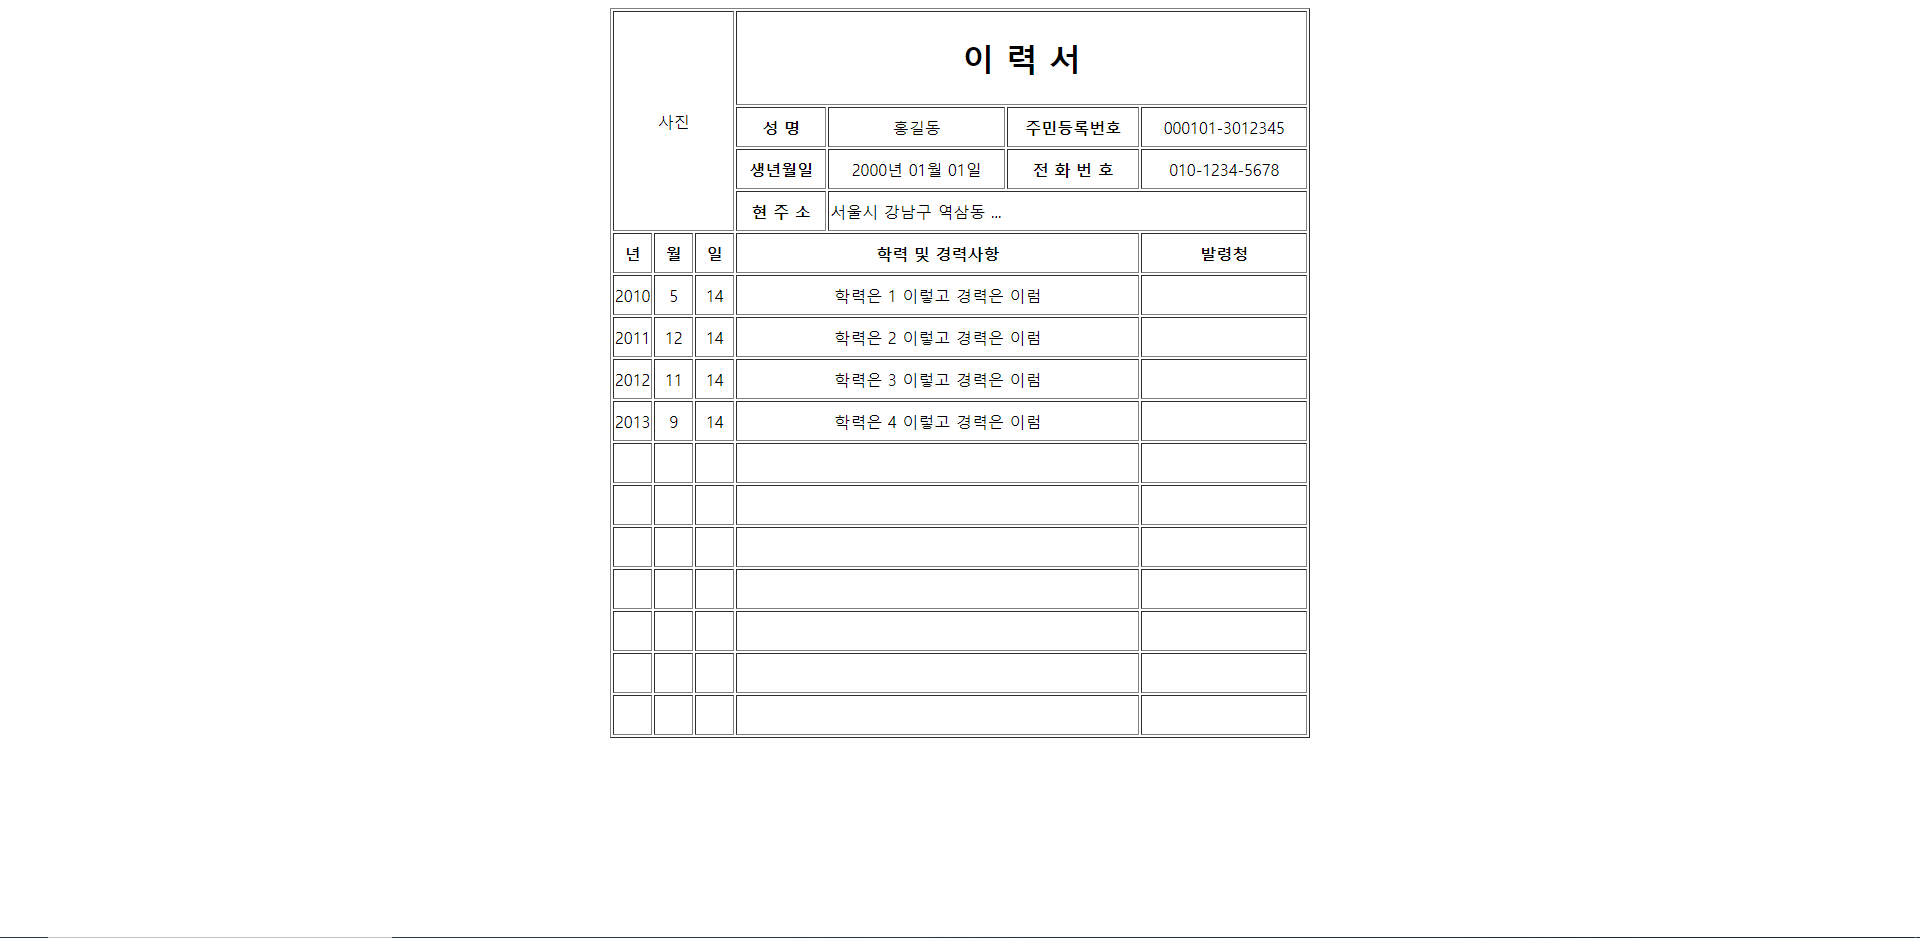 이 력 서
사진
성 명 홍길동 주민등록번호 000101-3012345
생년월일 2000년 01월 01일 전 화 번 호 010-1234-5678
현 주 소 서울시 강남구 역삼동 ...
년 월 일 학력 및 경력사항 발령청
2010 5 14 학력은 1 이렇고 경력은 이럼
2011 12 14 학력은 2 이렇고 경력은 이럼
2012 11 14 학력은 3 이렇고 경력은 이럼
2013 9 14 학력은 4 이렇고 경력은 이럼